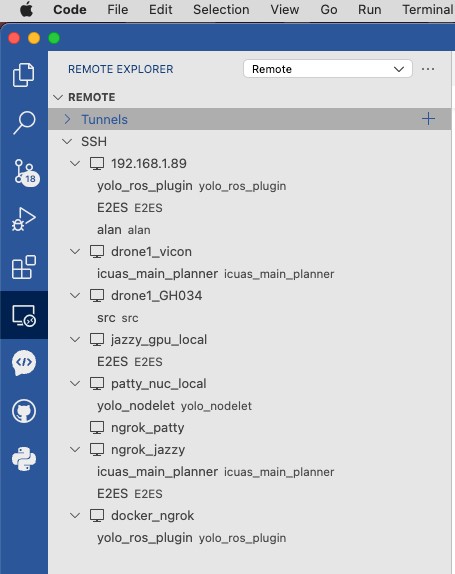 Code File Edit Selection View Go Run Terminal
REMOTE EXPLORER Remote
REMOTE
Tunnels
SSH
192.168.1.89
yolo_ros_plugin yolo_ros_plugin
E2ES E2ES
alan alan
drone1_vicon
icuas_main_planner icuas_main_planner
drone1_GH034
src src
jazzy_gpu_local
E2ES E2ES
patty_nuc_local
yolo_nodelet yolo_nodelet
ngrok_patty
ngrok_jazzy
icuas_main_planner icuas_main_planner
E2ES E2ES
docker_ngrok
yolo_ros_plugin yolo_ros_plugin
18